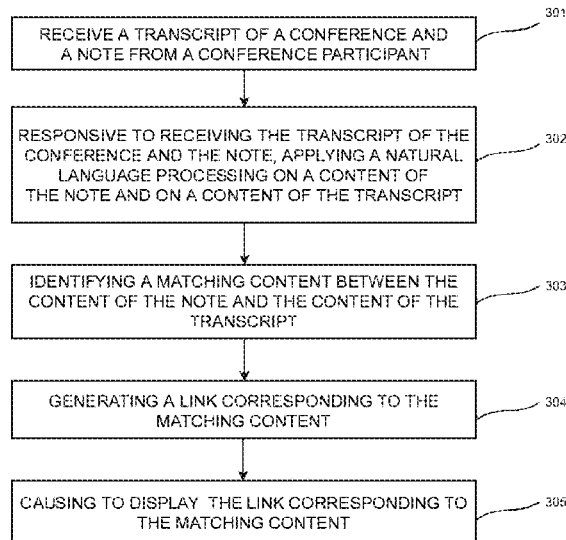 301
RECEIVE A TRANSCRIPT OF A CONFERENCE AND
A NOTE FROM A CONFERENCE PARTICIPANT
RESPONSIVE TO RECEIVING THE TRANSCRIPT OF THE
CONFERENCE AND THE NOTE, APPLYING A NATURAL
LANGUAGE PROCESSING ON A CONTENT OF
THE NOTE AND ON A CONTENT OF THE TRANSCRIPT
302
IDENTIFYING A MATCHING CONTENT BETWEEN THE
CONTENT OF THE NOTE AND THE CONTENT OF THE
TRANSCRIPT
303
GENERATING A LINK CORRESPONDING TO THE
MATCHING CONTENT
304
CAUSING TO DISPLAY THE LINK CORRESPONDING TO
THE MATCHING CONTENT
305